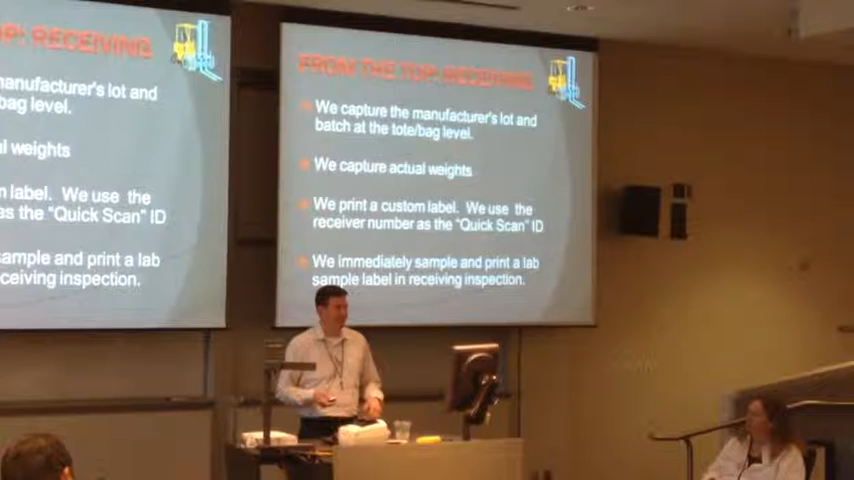 OP: RECEIVING
manufacturer's lot and
bag level.
al weights
m label. We use the
as the "Quick Scan" ID
sample and print a lab
ceiving inspection.
FROM THE TOP: RECEIVING
We capture the manufacturer's lot and
batch at the tote/bag level.
We capture actual weights.
We print a custom label. We use the
receiver number as the "Quick Scan" ID
We immediately sample and print a lab
sample label in receiving inspection.